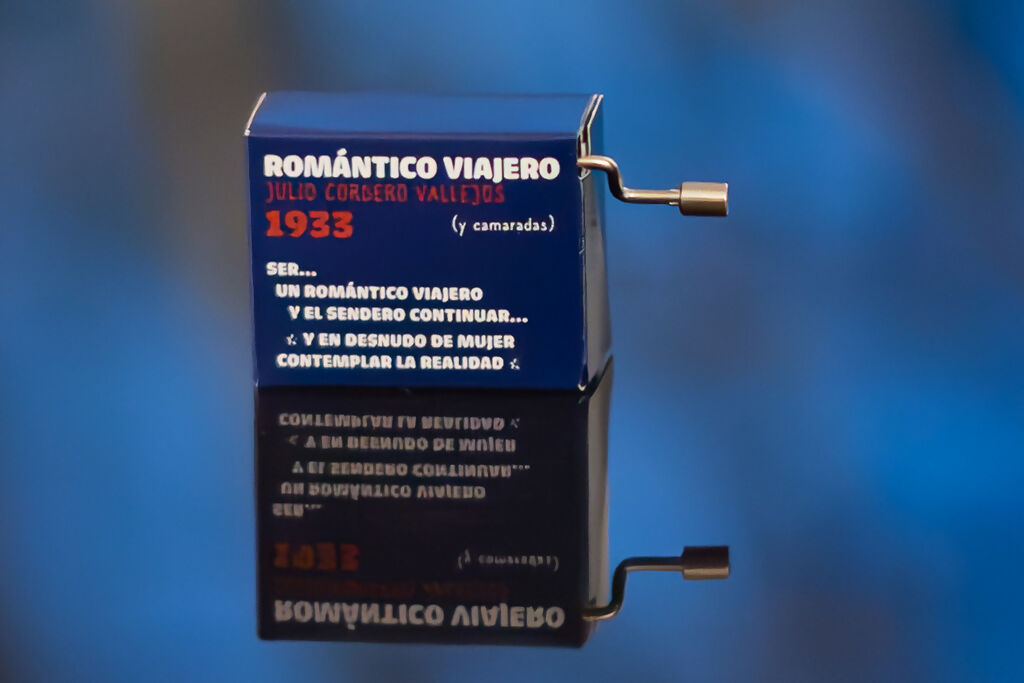 ROMÁNTICO VIAJERO
JULIO CORDERO VALLEJOS
1933
(y camaradas)
SER...
UN ROMÁNTICO VIAJERO
Y EL SENDERO CONTINUAR...
Y EN DESNUDO DE MUJER
CONTEMPLAR LA REALIDAD